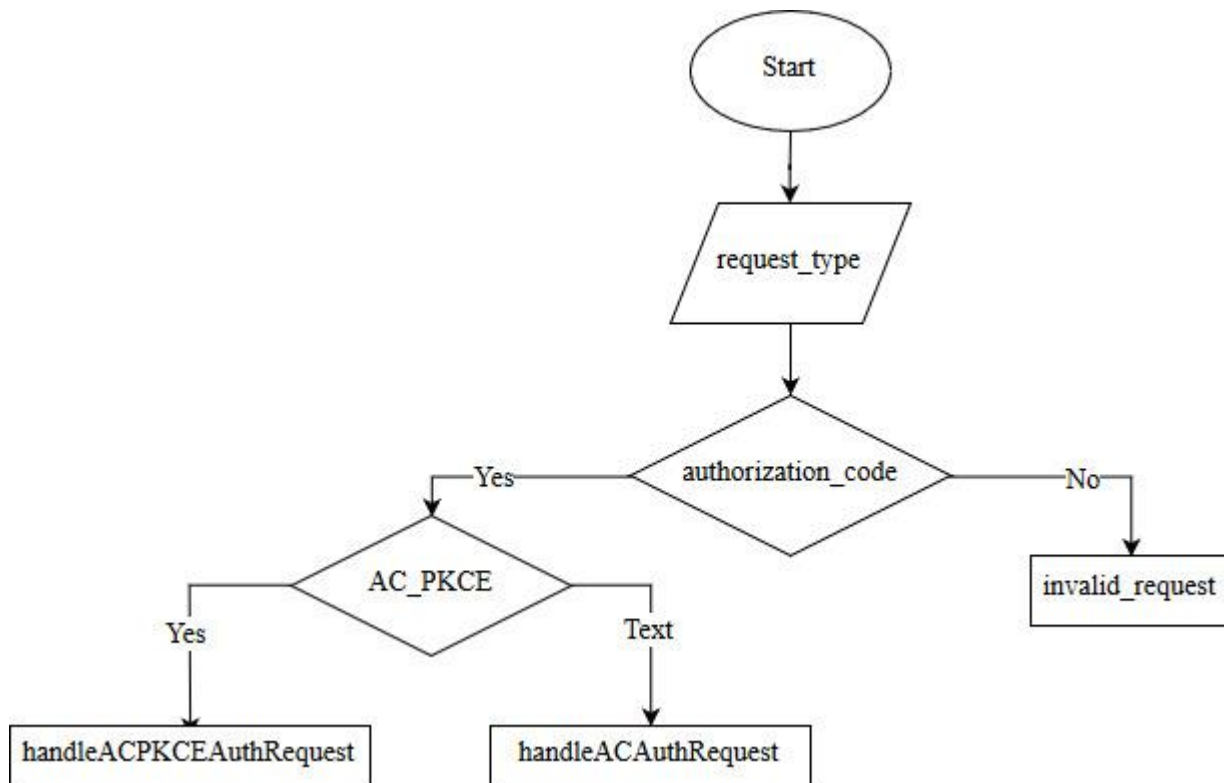 Start
request_type
authorization_code
Yes
No
AC_PKCE
invalid_request
Yes
Text
handleACPKCEAuthRequest
handleACAuthRequest